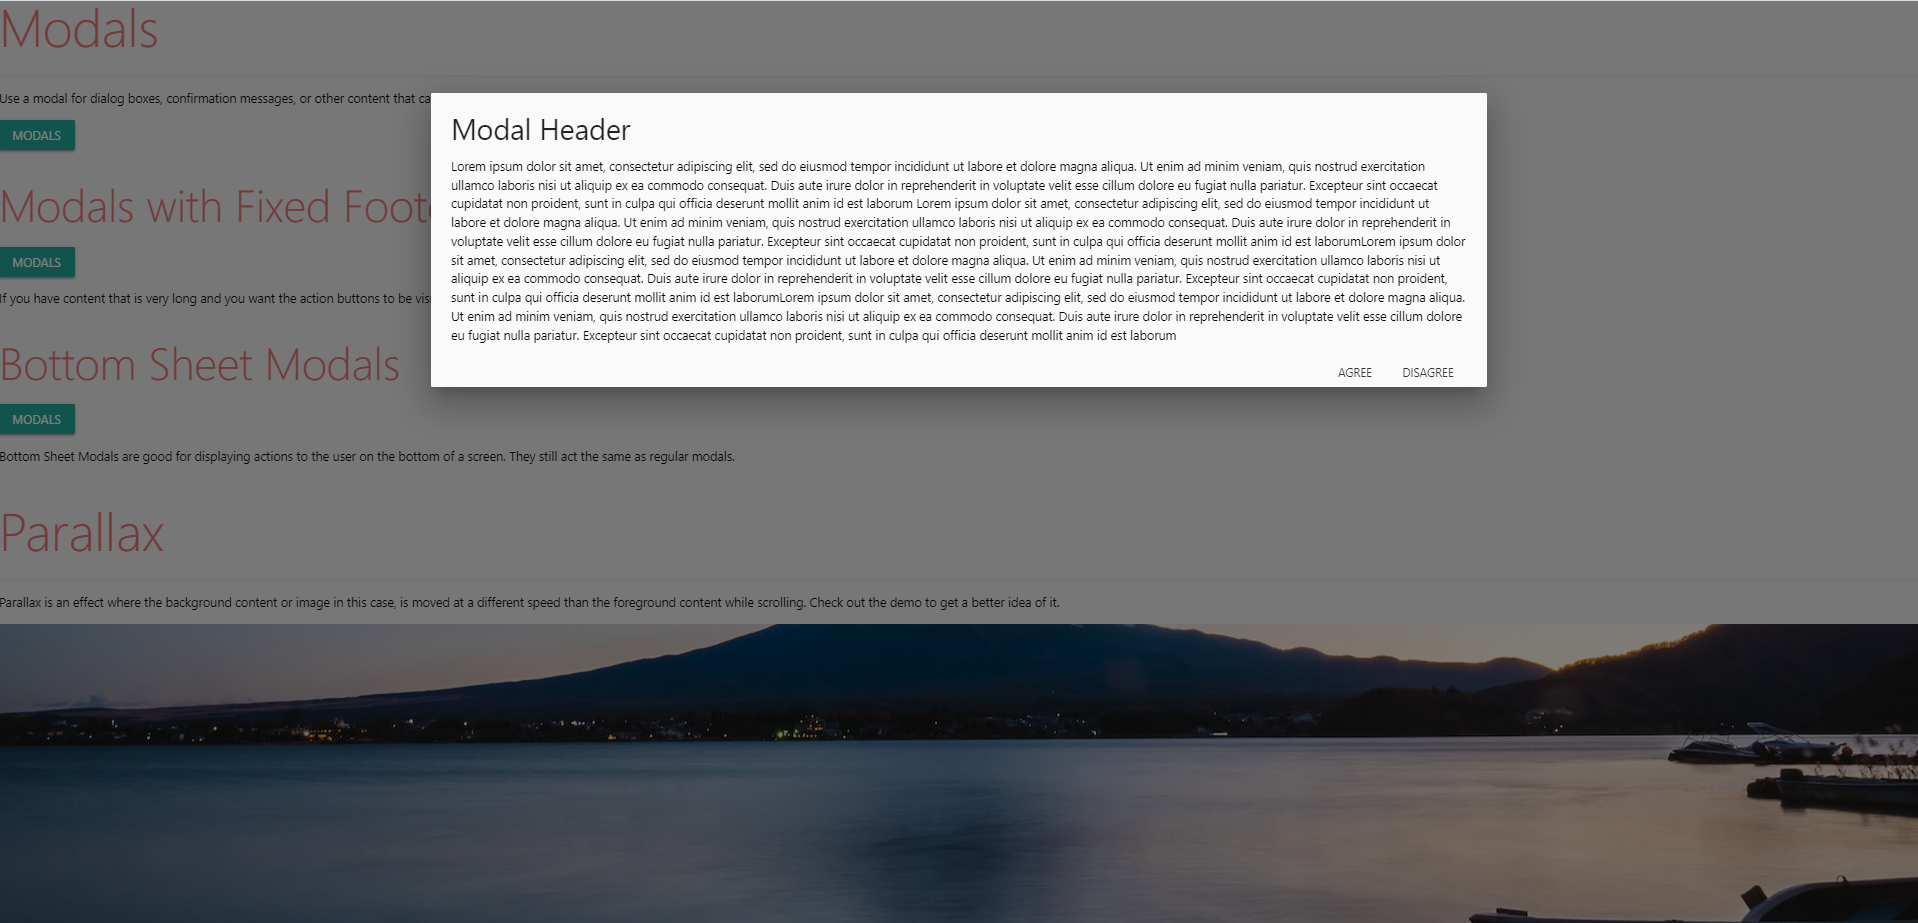 Modals
Use a modal for dialog boxes, confirmation messages, or other content that ca
MODALS
Modals with Fixed Foot
MODALS
If you have content that is very long and you want the action buttons to be visi
Bottom Sheet Modals
MODALS
Bottom Sheet Modals are good for displaying actions to the user on the bottom of a screen. They still act the same as regular modals.
Parallax
Parallax is an effect where the background content or image in this case, is moved at a different speed than the foreground content while scrolling. Check out the demo to get a better idea of it.
Modal Header
Lorem ipsum dolor sit amet, consectetur adipiscing elit, sed do eiusmod tempor incididunt ut labore et dolore magna aliqua. Ut enim ad minim veniam, quis nostrud exercitation
ullamco laboris nisi ut aliquip ex ea commodo consequat. Duis aute irure dolor in reprehenderit in voluptate velit esse cillum dolore eu fugiat nulla pariatur. Excepteur sint occaecat
cupidatat non proident, sunt in culpa qui officia deserunt mollit anim id est laborum Lorem ipsum dolor sit amet, consectetur adipiscing elit, sed do eiusmod tempor incididunt ut
labore et dolore magna aliqua. Ut enim ad minim veniam, quis nostrud exercitation ullamco laboris nisi ut aliquip ex ea commodo consequat. Duis aute irure dolor in reprehenderit in
voluptate velit esse cillum dolore eu fugiat nulla pariatur. Excepteur sint occaecat cupidatat non proident, sunt in culpa qui officia deserunt mollit anim id est laborumLorem ipsum dolor
sit amet, consectetur adipiscing elit, sed do eiusmod tempor incididunt ut labore et dolore magna aliqua. Ut enim ad minim veniam, quis nostrud exercitation ullamco laboris nisi ut
aliquip ex ea commodo consequat. Duis aute irure dolor in reprehenderit in voluptate velit esse cillum dolore eu fugiat nulla pariatur. Excepteur sint occaecat cupidatat non proident,
sunt in culpa qui officia deserunt mollit anim id est laborumLorem ipsum dolor sit amet, consectetur adipiscing elit, sed do eiusmod tempor incididunt ut labore et dolore magna aliqua.
Ut enim ad minim veniam, quis nostrud exercitation ullamco laboris nisi ut aliquip ex ea commodo consequat. Duis aute irure dolor in reprehenderit in voluptate velit esse cillum dolore
eu fugiat nulla pariatur. Excepteur sint occaecat cupidatat non proident, sunt in culpa qui officia deserunt mollit anim id est laborum
AGREE DISAGREE